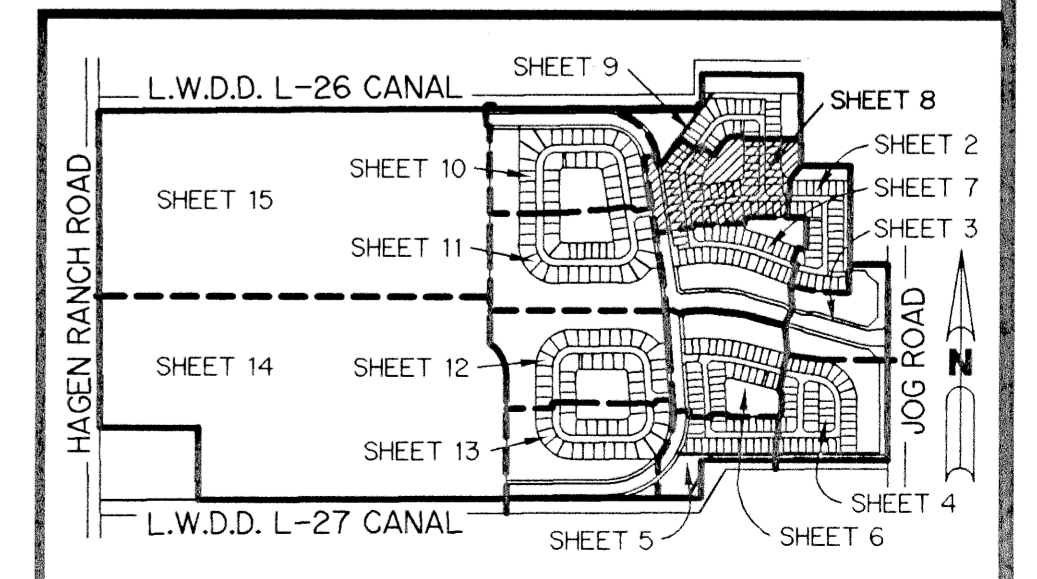 SHEET 9
L.W.D.D. L-26 CANAL
SHEET 8
SHEET 2
SHEET 10
SHEET 7
SHEET 15
SHEET 3
SHEET 11
HAGEN RANCH ROAD
JOG ROAD
N
SHEET 14
SHEET 12
SHEET 13
SHEET 4
L.W.D.D. L-27 CANAL
SHEET 5
SHEET 6